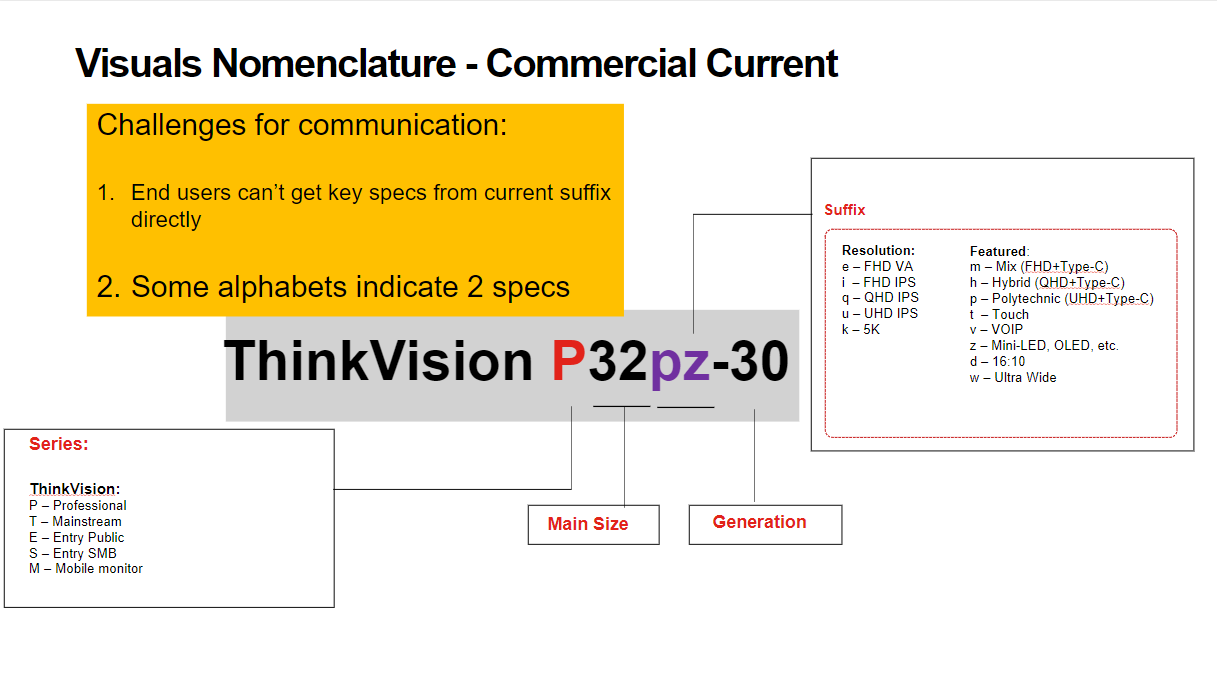 Visuals Nomenclature - Commercial Current
Challenges for communication:
1. End users can't get key specs from current suffix
directly
2. Some alphabets indicate 2 specs
ThinkVision P32pz-30
Suffix
Resolution:
e – FHD VA
i – FHD IPS
q – QHD IPS
u – UHD IPS
k – 5K
Featured:
m – Mix (FHD+Type-C)
h – Hybrid (QHD+Type-C)
p – Polytechnic (UHD+Type-C)
t – Touch
v – VOIP
z – Mini-LED, OLED, etc.
d – 16:10
w – Ultra Wide
Series:
ThinkVision:
P – Professional
T – Mainstream
E – Entry Public
S – Entry SMB
M – Mobile monitor
Main Size
Generation